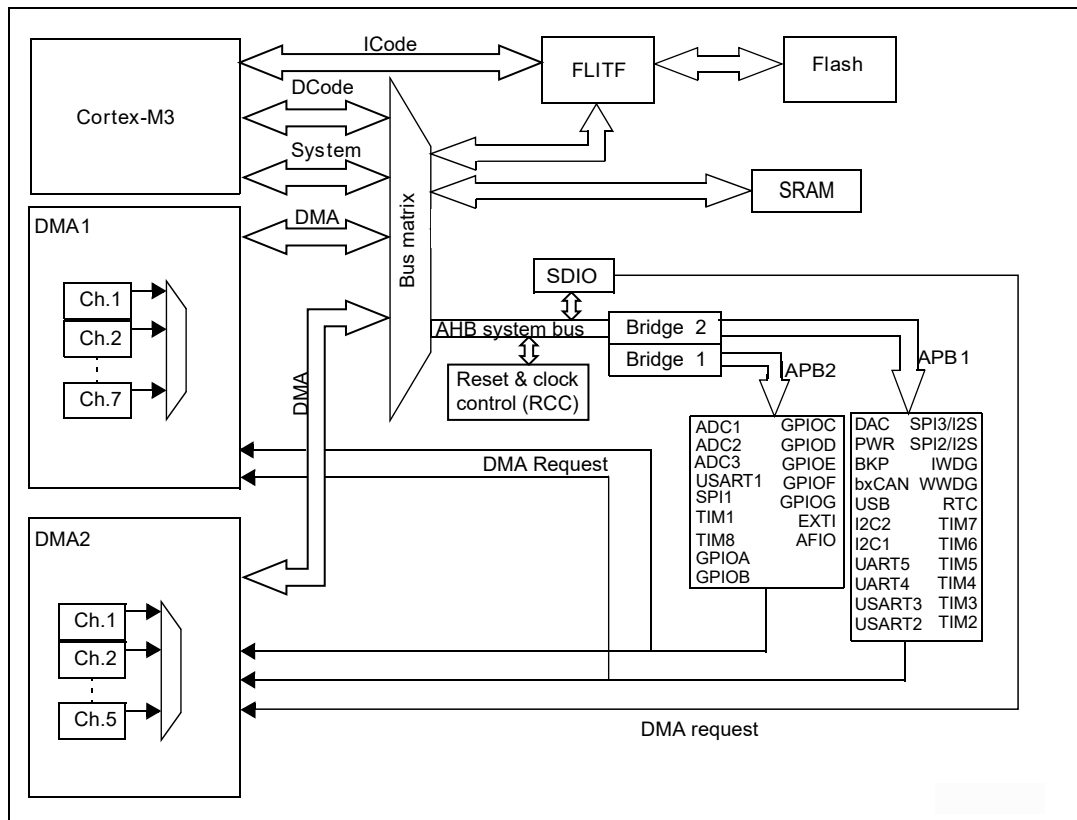 ICode
FLITF
Flash
DCode
Cortex-M3
System
SRAM
DMA1
DMA
Bus matrix
SDIO
Ch.1
Ch.2
Ch.7
AHB system bus
Bridge 2
Bridge 1
APB2
APB1
Reset & clock
control (RCC)
DMA
DMA Request
ADC1
ADC2
ADC3
USART1
SPI1
TIM1
TIM8
GPIOA
GPIOB
GPIOC
GPIOD
GPIOE
GPIOF
GPIOG
EXTI
AFIO
DAC
PWR
BKP
bxCAN
USB
I2C2
I2C1
UART5
UART4
USART3
USART2
SPI3/I2S
SPI2/I2S
IWDG
WWDG
RTC
TIM7
TIM6
TIM5
TIM4
TIM3
TIM2
DMA2
Ch.1
Ch.2
Ch.5
DMA request